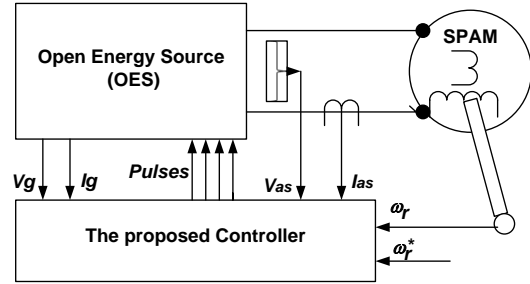 SPAM
Open Energy Source
(OES)
Vg
Ig
Pulses
Vas
Ias
ωr
The proposed Controller
ωr*